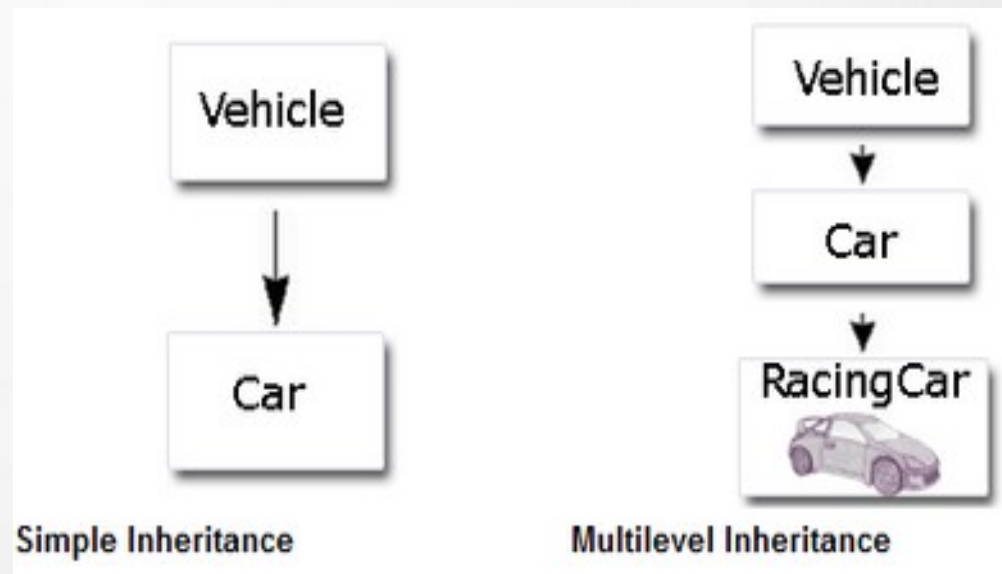 Vehicle
Car
Simple Inheritance
Vehicle
Car
RacingCar
Multilevel Inheritance